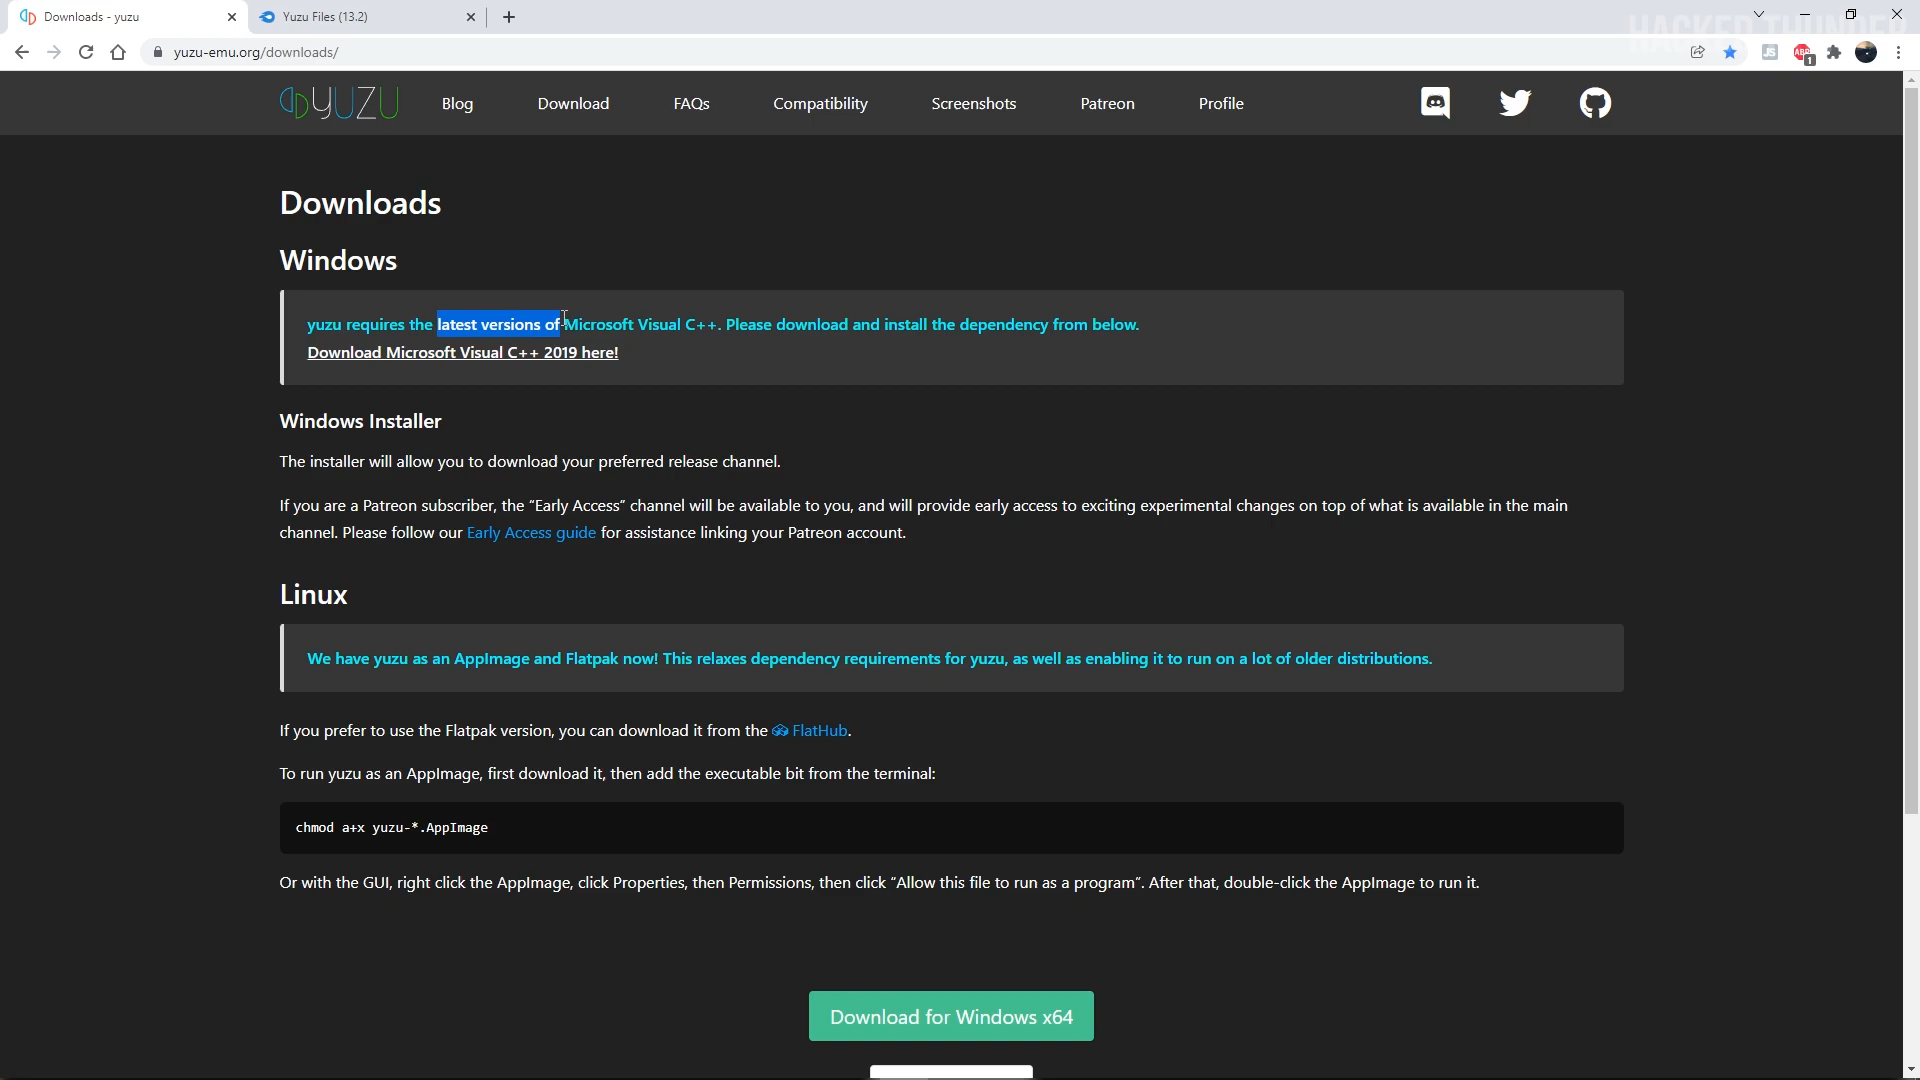 Downloads - yuzu
Yuzu Files (13.2)
HACKER THUNDER
yuzu-emu.org/downloads/
JS
ABP
1
YUZU
Blog
Download
FAQs
Compatibility
Screenshots
Patreon
Profile
Downloads
Windows
yuzu requires the latest versions of Microsoft Visual C++. Please download and install the dependency from below.
Download Microsoft Visual C++ 2019 here!
Windows Installer
The installer will allow you to download your preferred release channel.
If you are a Patreon subscriber, the “Early Access” channel will be available to you, and will provide early access to exciting experimental changes on top of what is available in the main
channel. Please follow our Early Access guide for assistance linking your Patreon account.
Linux
We have yuzu as an AppImage and Flatpak now! This relaxes dependency requirements for yuzu, as well as enabling it to run on a lot of older distributions.
If you prefer to use the Flatpak version, you can download it from the FlatHub.
To run yuzu as an AppImage, first download it, then add the executable bit from the terminal:
chmod a+x yuzu-*.AppImage
Or with the GUI, right click the AppImage, click Properties, then Permissions, then click “Allow this file to run as a program”. After that, double-click the AppImage to run it.
Download for Windows x64